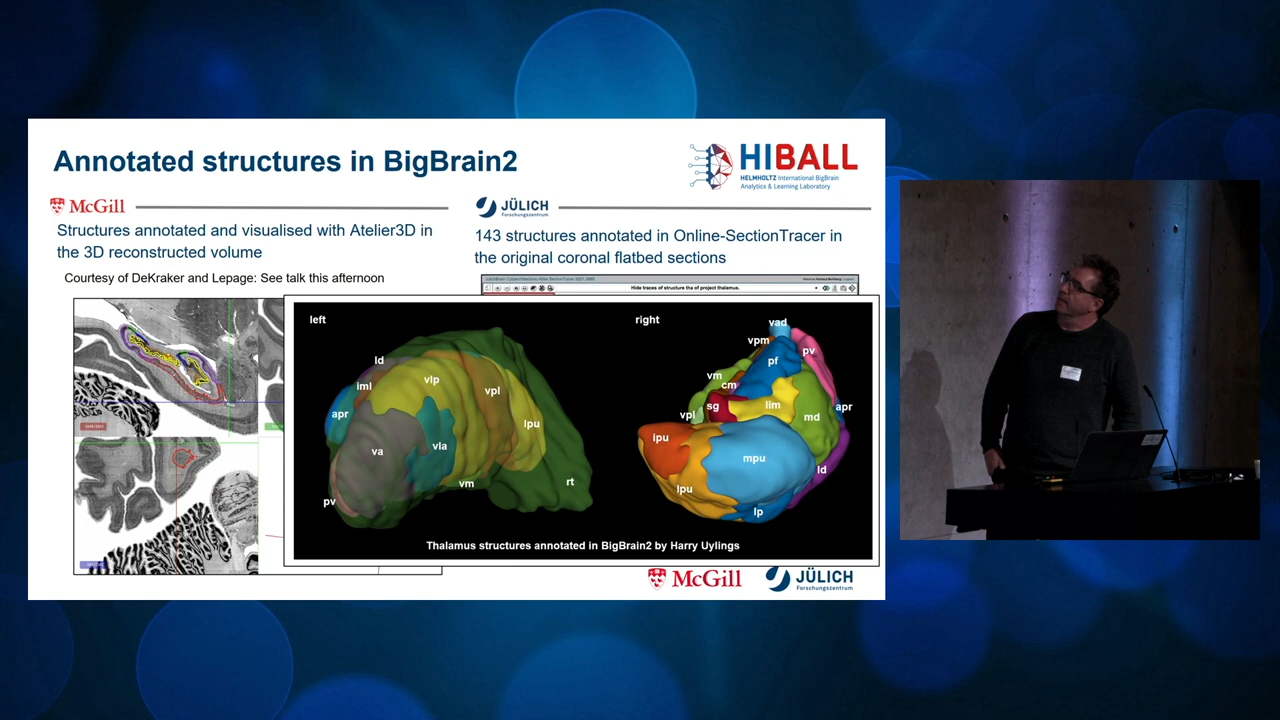 Annotated structures in BigBrain2
HIBALL
HELMHOLTZ International BigBrain
Analytics & Learning Laboratory
McGill
Structures annotated and visualised with Atelier3D in
the 3D reconstructed volume
Courtesy of DeKraker and Lepage: See talk this afternoon
JÜLICH
Forschungszentrum
143 structures annotated in Online-SectionTracer in
the original coronal flatbed sections
Hide traces of structure tha of project thalamus.
left
ld
iml
vlp
vpl
apr
lpu
va
vla
vm
rt
pv
right
vad
vpm
pv
pf
vm
cm
sg
lim
vpl
md
apr
ipu
mpu
ld
lpu
lp
Thalamus structures annotated in BigBrain2 by Harry Uylings
McGill
JÜLICH
Forschungszentrum